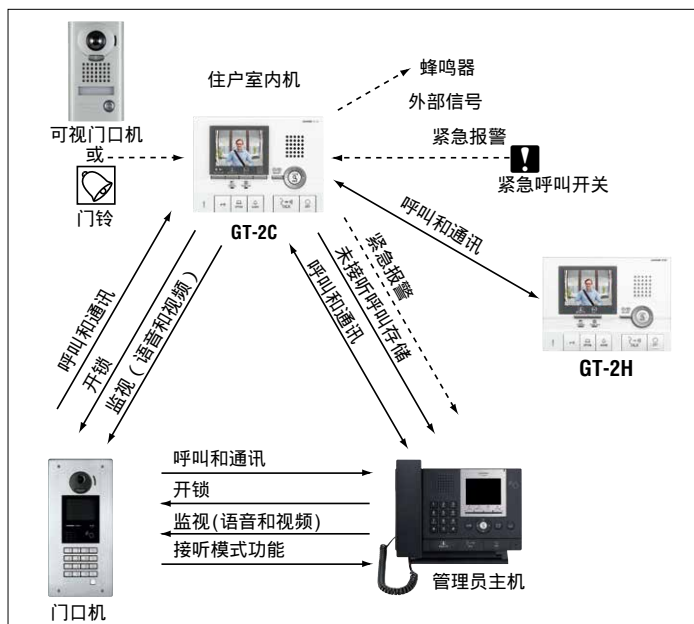 住户室内机
蜂鸣器
外部信号
可视门口机
或
门铃
紧急报警
紧急呼叫开关
GT-2C
呼叫和通讯
GT-2H
呼叫和通讯
开锁
监视(语音和视频)
呼叫和通讯
未接听呼叫存储
紧急报警
呼叫和通讯
开锁
监视(语音和视频)
接听模式功能
门口机
管理员主机